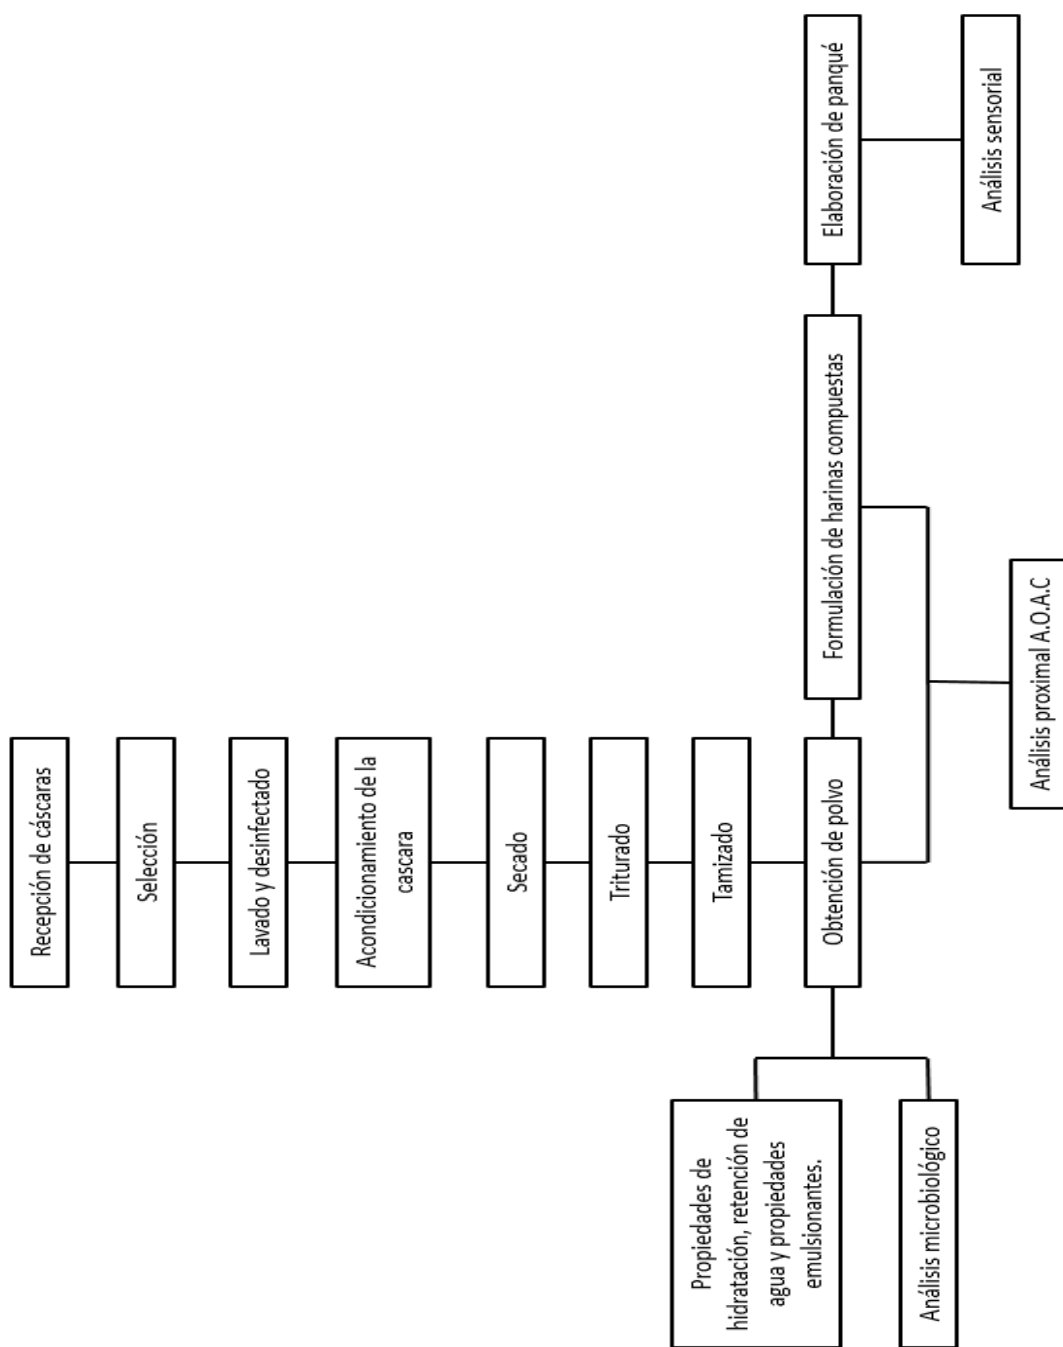 Recepción de cáscaras
Selección
Lavado y desinfectado
Acondicionamiento de la
cascara
Secado
Triturado
Tamizado
Obtención de polvo
Propiedades de
hidratación, retención de
agua y propiedades
emulsionantes.
Análisis microbiológico
Formulación de harinas compuestas
Análisis proximal A.O.A.C
Elaboración de panqué
Análisis sensorial